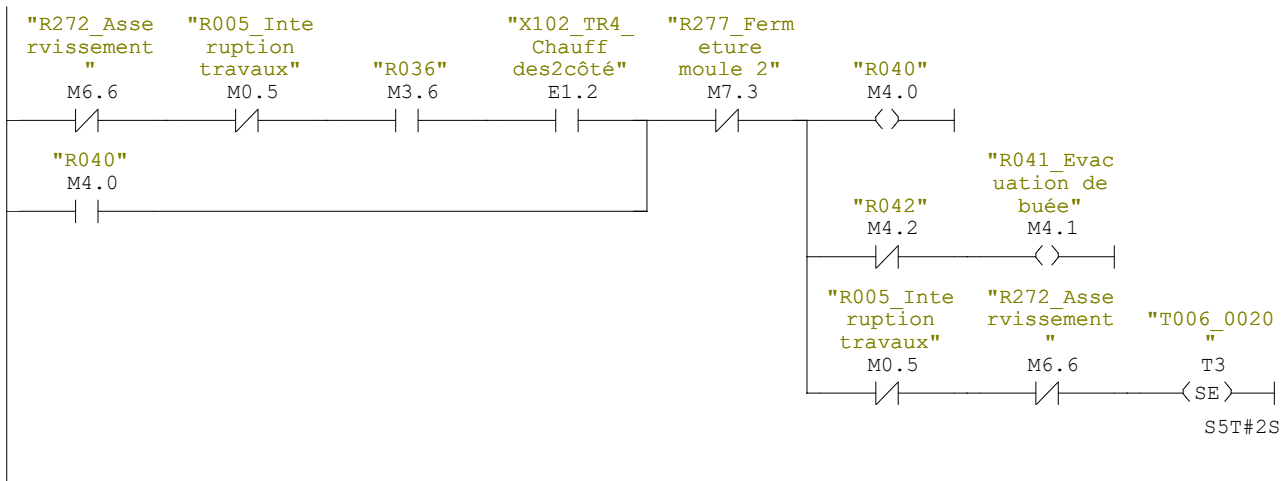 "R272_Asse "R005_Inte "X102_TR4_ "R277_Ferm
rvissement ruption Chauff eture
" travaux" "R036" des2côté" moule 2" "R040"
M6.6 M0.5 M3.6 E1.2 M7.3 M4.0
"R040" "R041_Evac
M4.0 uation de
"R042" buée"
M4.2 M4.1
"R005_Inte "R272_Asse
ruption rvissement "T006_0020
travaux" " "
M0.5 M6.6 T3
SE
S5T#2S